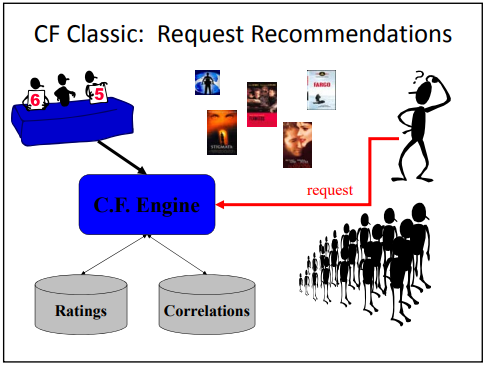 CF Classic: Request Recommendations
6
5
?
FARGO
STIGMATA
request
C.F. Engine
Ratings
Correlations